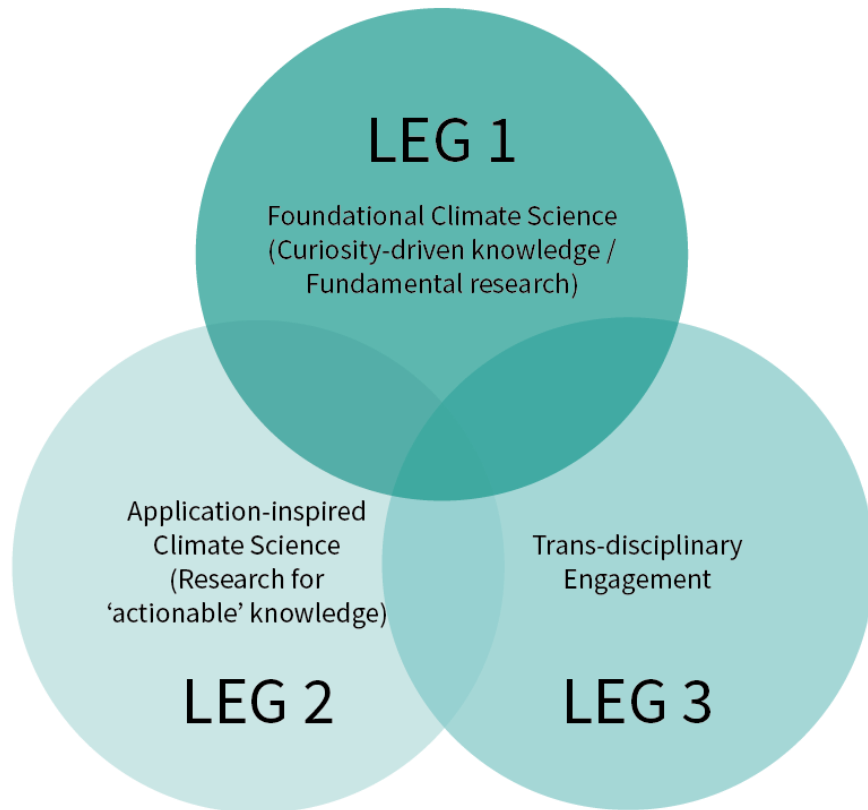 LEG 1
Foundational Climate Science
(Curiosity-driven knowledge /
Fundamental research)
Application-inspired
Climate Science
(Research for
‘actionable’ knowledge)
LEG 2
Trans-disciplinary
Engagement
LEG 3